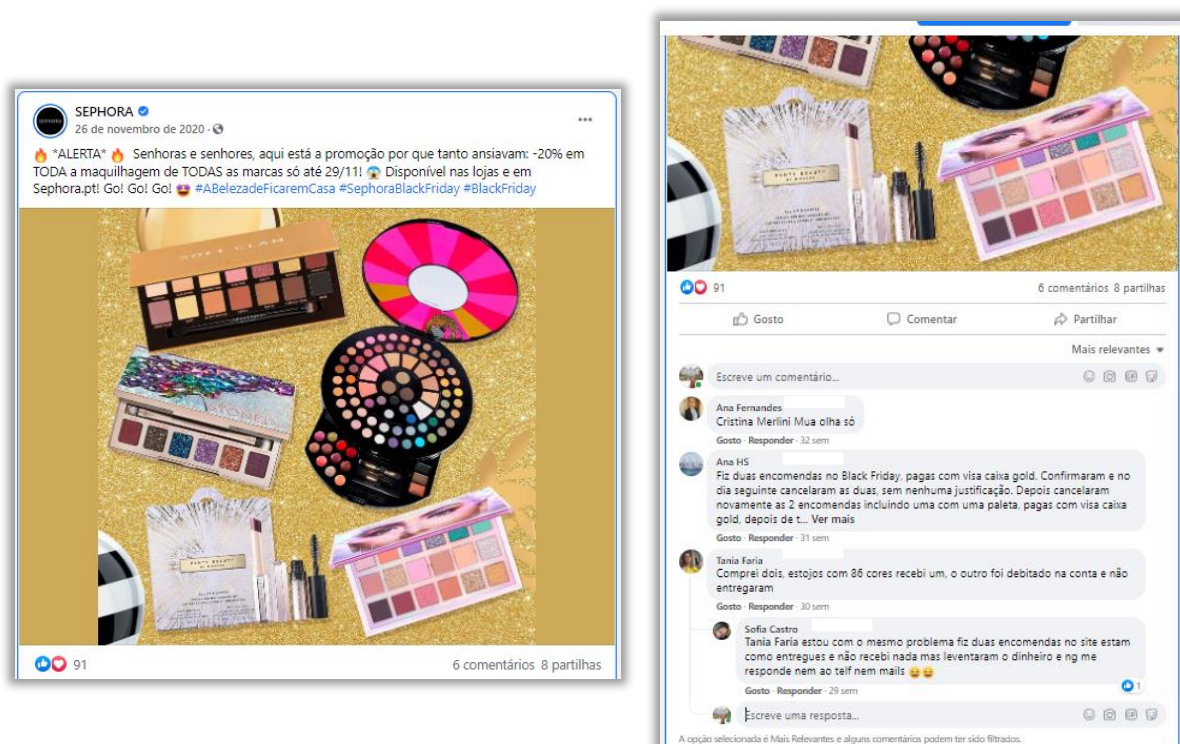 SEPHORA
26 de novembro de 2020
🔥 *ALERTA* 🔥 Senhoras e senhores, aqui está a promoção por que tanto ansiavam: -20% em
TODA a maquilhagem de TODAS as marcas só até 29/11! 😱 Disponível nas lojas e em
Sephora.pt! Go! Go! Go! 🤩 #ABelezadeFicaremCasa #SephoraBlackFriday #BlackFriday
SOFT GLAM
PARTY BEAUTY
91
6 comentários 8 partilhas
PARTY BEAUTY
91
6 comentários 8 partilhas
Gosto
Comentar
Partilhar
Mais relevantes
Escreve um comentário...
Ana Fernandes
Cristina Merlini Mua olha só
Gosto · Responder · 32 sem
Ana HS
Fiz duas encomendas no Black Friday, pagas com visa caixa gold. Confirmaram e no
dia seguinte cancelaram as duas, sem nenhuma justificação. Depois cancelaram
novamente as 2 encomendas incluindo uma com uma paleta, pagas com visa caixa
gold, depois de t... Ver mais
Gosto · Responder · 31 sem
Tania Faria
Comprei dois, estojos com 86 cores recebi um, o outro foi debitado na conta e não
entregaram
Gosto · Responder · 30 sem
Sofia Castro
Tania Faria estou com o mesmo problema fiz duas encomendas no site estam
como entregues e não recebi nada mas leventaram o dinheiro e ng me
responde nem ao telf nem mails 😫😫
1
Gosto · Responder · 29 sem
Escreve uma resposta...
A opção selecionada é Mais Relevantes e alguns comentários podem ter sido filtrados.